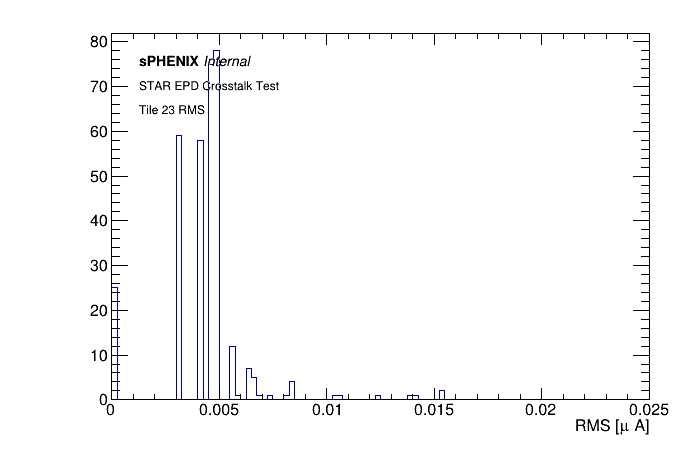 80
70
60
50
40
30
20
10
0
sPHENIX Internal
STAR EPD Crosstalk Test
Tile 23 RMS
0 0.005 0.01 0.015 0.02 0.025
RMS [μ A]